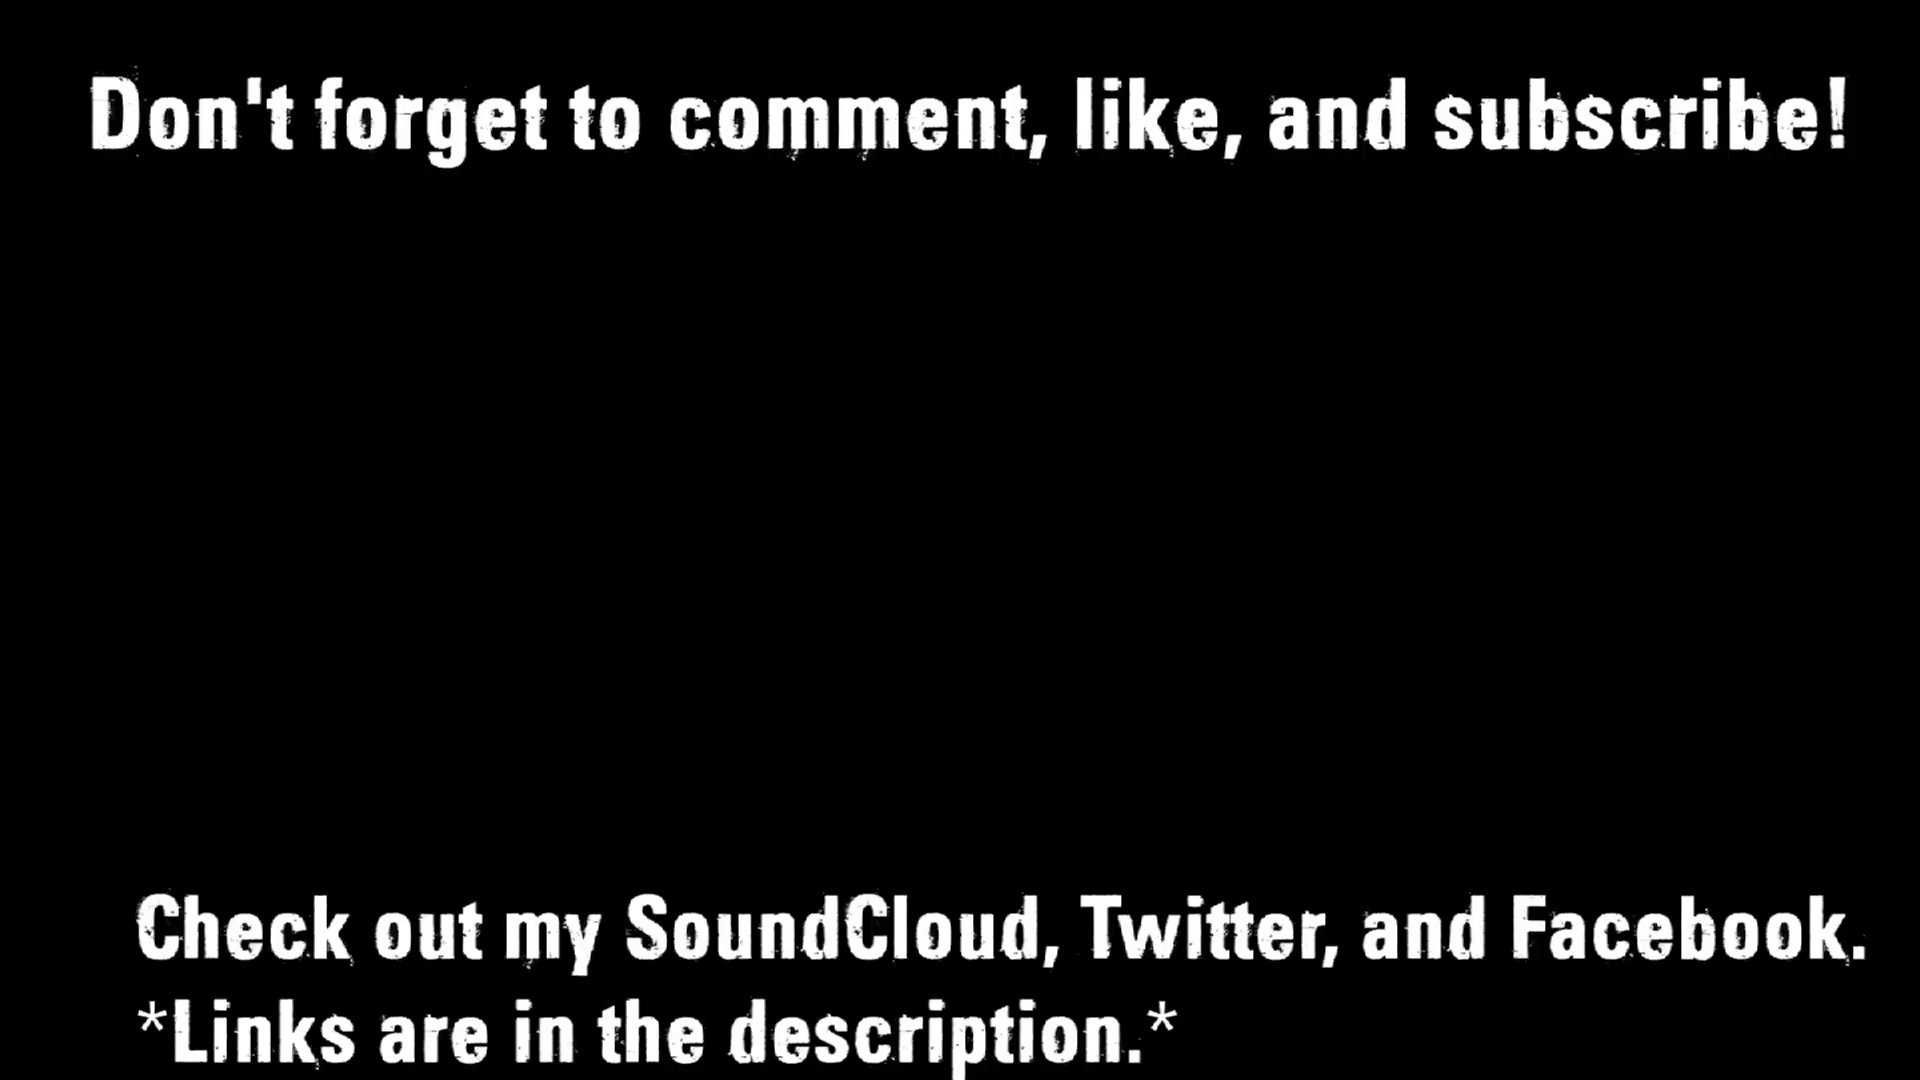 Don't forget to comment, like, and subscribe!
Check out my SoundCloud, Twitter, and Facebook.
*Links are in the description.*